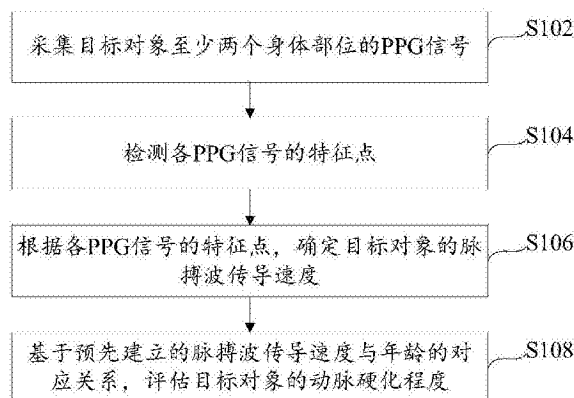 采集目标对象至少两个身体部位的PPG信号
S102
检测各PPG信号的特征点
S104
根据各PPG信号的特征点，确定目标对象的脉
搏波传导速度
S106
基于预先建立的脉搏波传导速度与年龄的对
应关系，评估目标对象的动脉硬化程度
S108